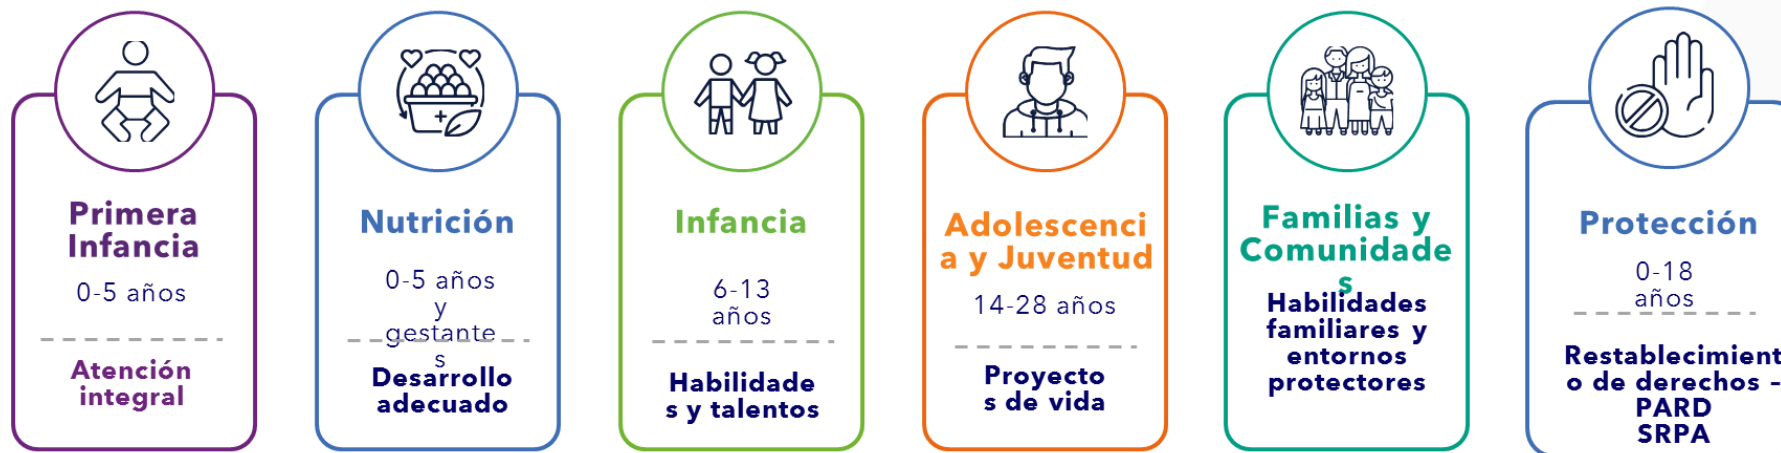 Primera
Infancia
0-5 años
Atención
integral
Nutrición
0-5 años
y
gestante
s
Desarrollo
adecuado
Infancia
6-13
años
Habilidade
s y talentos
Adolescenci
a y Juventud
14-28 años
Proyecto
s de vida
Familias y
Comunidade
s
Habilidades
familiares y
entornos
protectores
Protección
0-18
años
Restablecimient
o de derechos –
PARD
SRPA